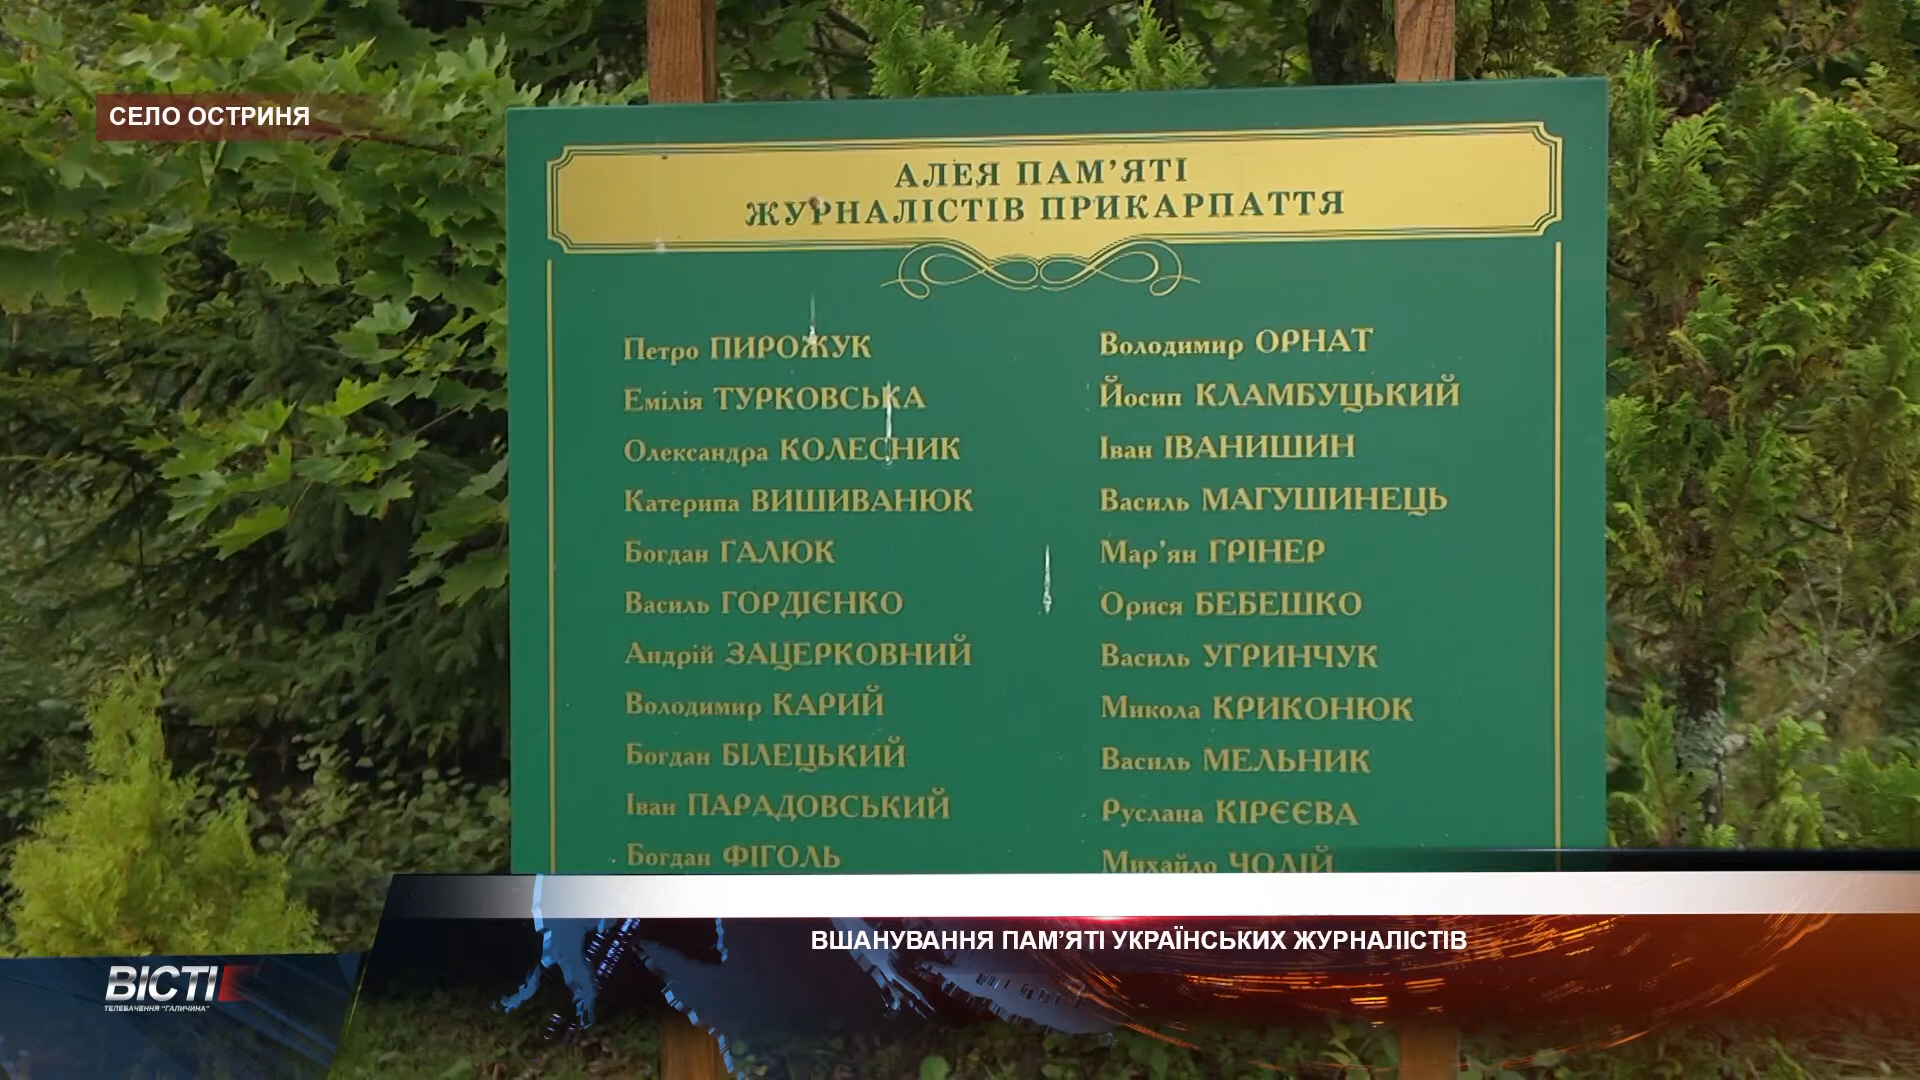 СЕЛО ОСТРИНЯ
АЛЕЯ ПАМ’ЯТІ
ЖУРНАЛІСТІВ ПРИКАРПАТТЯ
Петро ПИРОЖУК
Емілія ТУРКОВСЬКА
Олександра КОЛЕСНИК
Катерина ВИШИВАНЮК
Богдан ГАЛЮК
Василь ГОРДІЄНКО
Андрій ЗАЦЕРКОВНИЙ
Володимир КАРИЙ
Богдан БІЛЕЦЬКИЙ
Іван ПАРАДОВСЬКИЙ
Богдан ФІГОЛЬ
Володимир ОРНАТ
Йосип КЛАМБУЦЬКИЙ
Іван ІВАНИШИН
Василь МАГУШИНЕЦЬ
Мар’ян ГРІНЕР
Орися БЕБЕШКО
Василь УГРИНЧУК
Микола КРИКОНЮК
Василь МЕЛЬНИК
Руслана КІРЄЄВА
Михайло ЧОЛІЙ
ВШАНУВАННЯ ПАМ’ЯТІ УКРАЇНСЬКИХ ЖУРНАЛІСТІВ
ВІСТІ
ТЕЛЕБАЧЕННЯ "ГАЛИЧИНА"